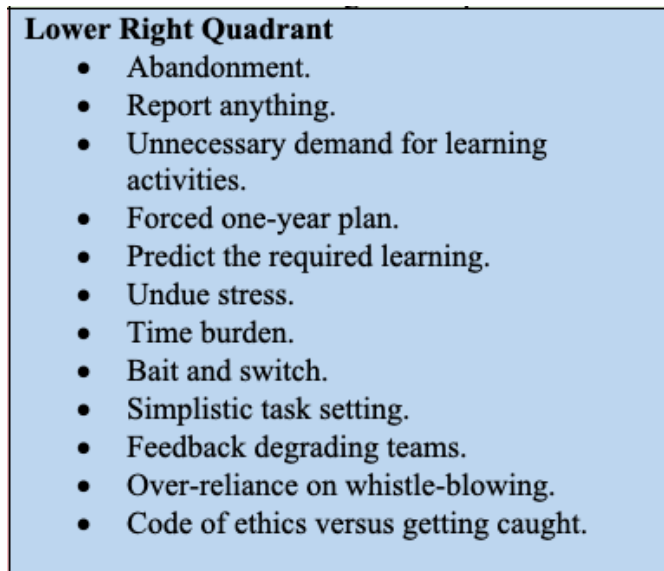 Lower Right Quadrant
• Abandonment.
• Report anything.
• Unnecessary demand for learning
activities.
• Forced one-year plan.
• Predict the required learning.
• Undue stress.
• Time burden.
• Bait and switch.
• Simplistic task setting.
• Feedback degrading teams.
• Over-reliance on whistle-blowing.
• Code of ethics versus getting caught.